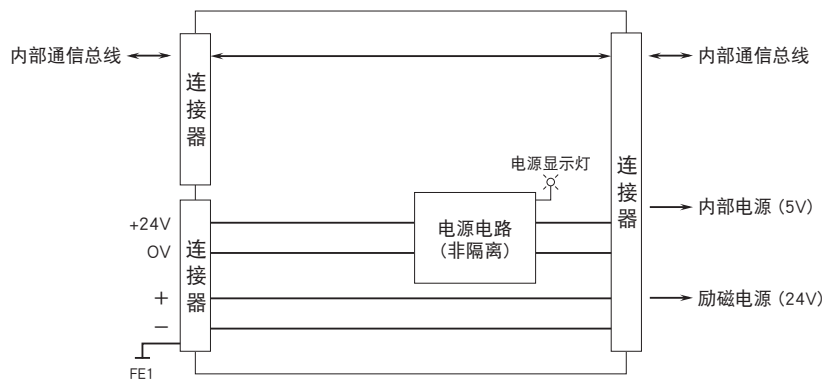 内部通信总线
连接器
内部通信总线
电源显示灯
连接器
+24V
0V
连接器
电源电路
(非隔离)
内部电源 (5V)
+
励磁电源 (24V)
−
FE1